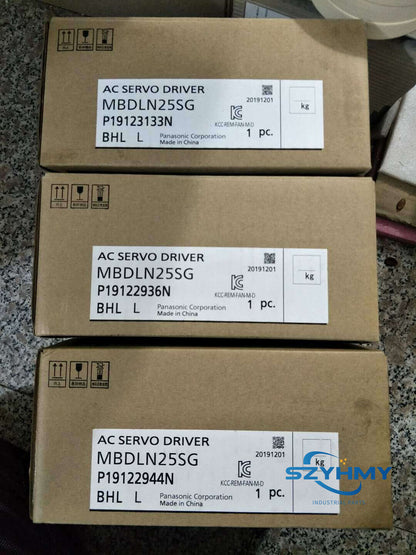 AC SERVO DRIVER
MBDLN25SG
20191201
kg
P19123133N
KCC-REM-FAN-M-D
BHL L
Panasonic Corporation
Made in China
1 pc.
AC SERVO DRIVER
MBDLN25SG
20191201
kg
P19122936N
KCC-REM-FAN-M-D
BHL L
Panasonic Corporation
Made in China
1 pc.
AC SERVO DRIVER
MBDLN25SG
20191201
kg
P19122944N
KCC-REM-FAN-M-D
BHL L
Panasonic Corporation
Made in China
1 pc.
SZYHMY